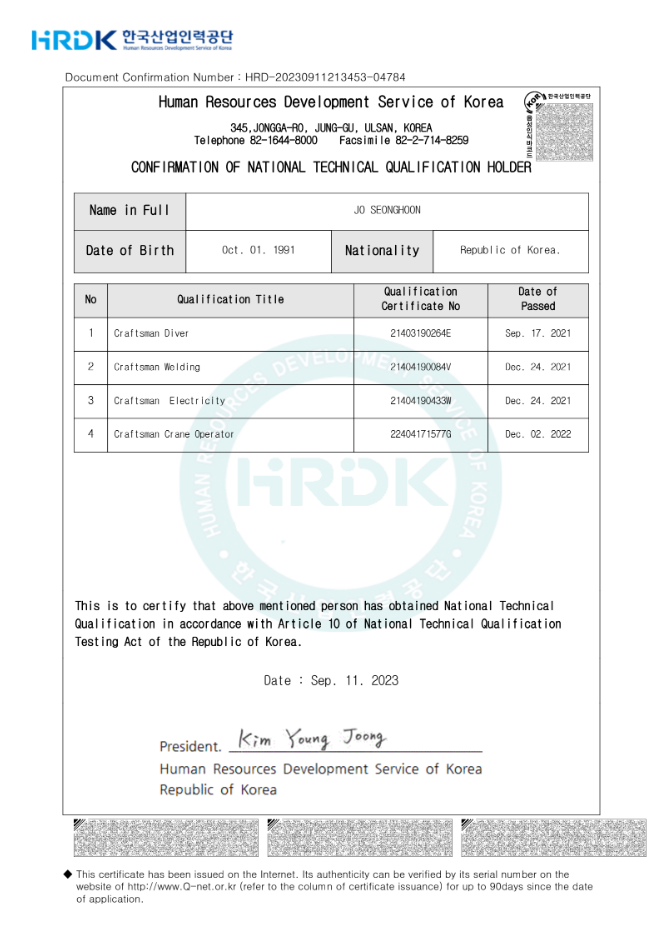 HRDK 한국산업인력공단
Human Resources Development Service of Korea
Document Confirmation Number : HRD-20230911213453-04784
Human Resources Development Service of Korea
345,JONGGA-RO, JUNG-GU, ULSAN, KOREA
Telephone 82-1644-8000 Facsimile 82-2-714-8259
CONFIRMATION OF NATIONAL TECHNICAL QUALIFICATION HOLDER
한국산업인력공단
Name in Full JO SEONGHOON
Date of Birth Oct. 01. 1991 Nationality Republic of Korea.
No Qualification Title Qualification Certificate No Date of Passed
1 Craftsman Diver 21403190264E Sep. 17. 2021
2 Craftsman Welding 21404190084V Dec. 24. 2021
3 Craftsman Electricity 21404190433W Dec. 24. 2021
4 Craftsman Crane Operator 22404171577G Dec. 02. 2022
HUMAN RESOURCES DEVELOPMENT SERVICE OF KOREA
HRDK
한국산업인력공단
This is to certify that above mentioned person has obtained National Technical
Qualification in accordance with Article 10 of National Technical Qualification
Testing Act of the Republic of Korea.
Date : Sep. 11. 2023
President. Kim Young Joong
Human Resources Development Service of Korea
Republic of Korea
◆ This certificate has been issued on the Internet. Its authenticity can be verified by its serial number on the
website of http://www.Q-net.or.kr (refer to the column of certificate issuance) for up to 90days since the date
of application.